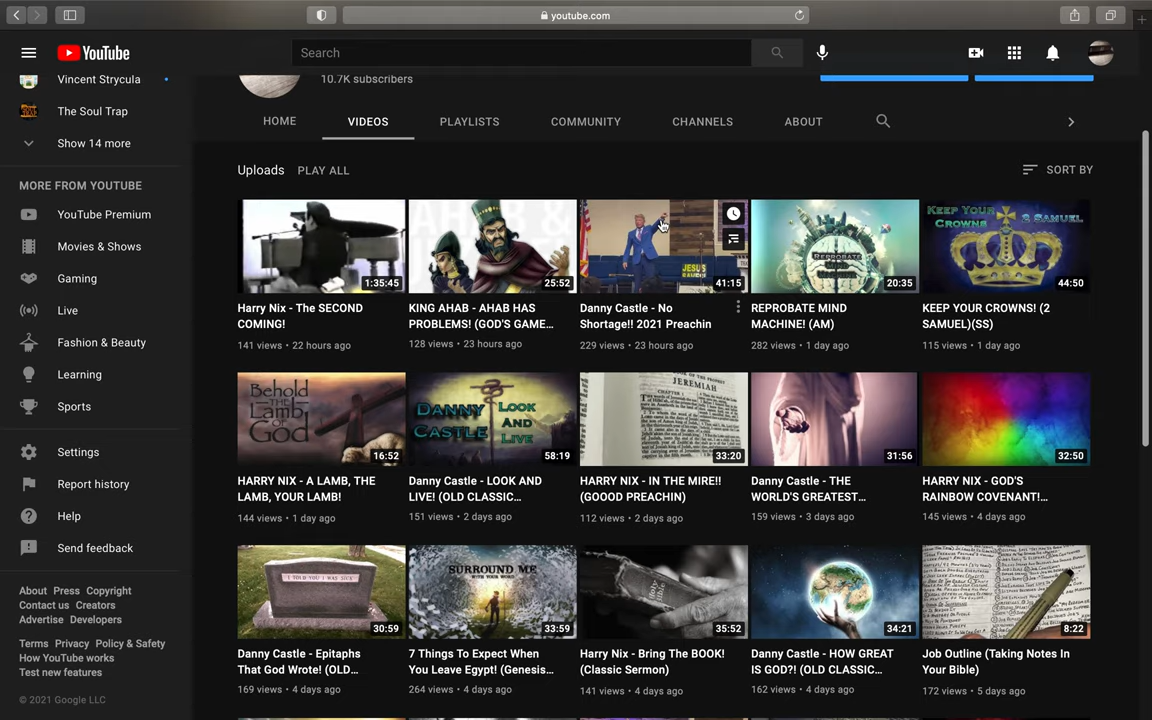 youtube.com
YouTube
Search
Vincent Strycula
The Soul Trap
Show 14 more
MORE FROM YOUTUBE
YouTube Premium
Movies & Shows
Gaming
Live
Fashion & Beauty
Learning
Sports
Settings
Report history
Help
Send feedback
About Press Copyright
Contact us Creators
Advertise Developers
Terms Privacy Policy & Safety
How YouTube works
Test new features
© 2021 Google LLC
10.7K subscribers
HOME VIDEOS PLAYLISTS COMMUNITY CHANNELS ABOUT
Uploads PLAY ALL SORT BY
1:35:45
Harry Nix - The SECOND
COMING!
141 views • 22 hours ago
25:52
KING AHAB - AHAB HAS
PROBLEMS! (GOD'S GAME...
128 views • 23 hours ago
JESUS
41:15
Danny Castle - No
Shortage!! 2021 Preachin
229 views • 23 hours ago
REPROBATE
MIND
MACHINE
20:35
REPROBATE MIND
MACHINE! (AM)
282 views • 1 day ago
KEEP YOUR
CROWNS
2 SAMUEL
44:50
KEEP YOUR CROWNS! (2
SAMUEL)(SS)
115 views • 1 day ago
Behold
the
Lamb
of
God
16:52
HARRY NIX - A LAMB, THE
LAMB, YOUR LAMB!
144 views • 1 day ago
DANNY
CASTLE
LOOK
AND
LIVE
58:19
Danny Castle - LOOK AND
LIVE! (OLD CLASSIC...
151 views • 2 days ago
JEREMIAH
33:20
HARRY NIX - IN THE MIRE!!
(GOOOD PREACHIN)
112 views • 2 days ago
31:56
Danny Castle - THE
WORLD'S GREATEST...
159 views • 3 days ago
32:50
HARRY NIX - GOD'S
RAINBOW COVENANT!...
145 views • 4 days ago
I TOLD YOU I WAS SICK
30:59
Danny Castle - Epitaphs
That God Wrote! (OLD...
169 views • 4 days ago
SURROUND ME
WITH YOUR WORD
33:59
7 Things To Expect When
You Leave Egypt! (Genesis...
264 views • 4 days ago
Holy
Bible
35:52
Harry Nix - Bring The BOOK!
(Classic Sermon)
141 views • 4 days ago
34:21
Danny Castle - HOW GREAT
IS GOD?! (OLD CLASSIC...
162 views • 4 days ago
8:22
Job Outline (Taking Notes In
Your Bible)
172 views • 5 days ago